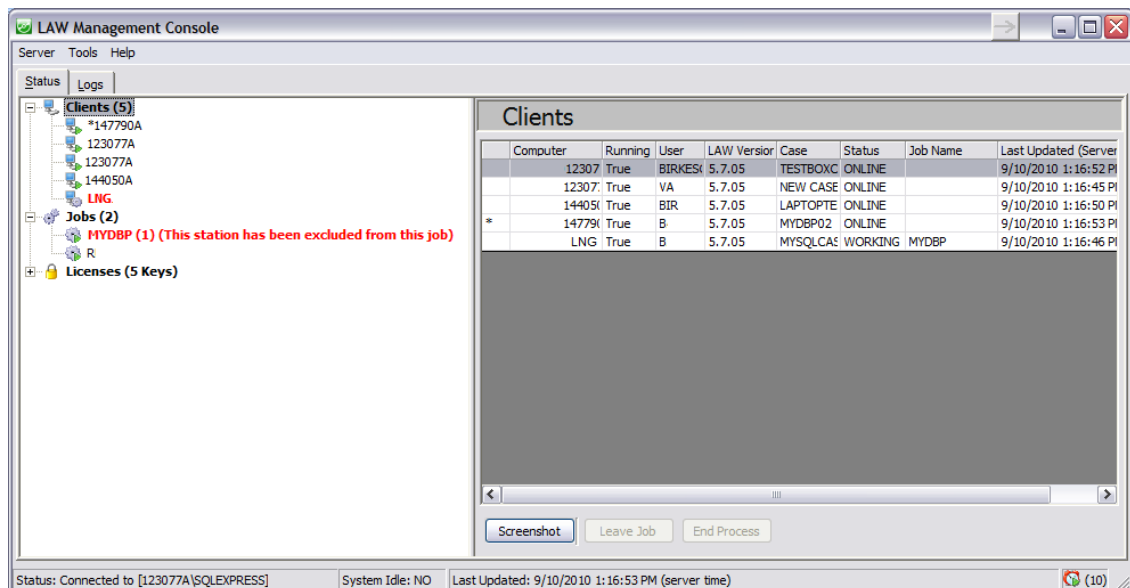 LAW Management Console
Server Tools Help
Status Logs
Clients (5)
*147790A
123077A
123077A
144050A
LNG
Jobs (2)
MYDBP (1) (This station has been excluded from this job)
R
Licenses (5 Keys)
Clients
Computer Running User LAW Version Case Status Job Name Last Updated (Server
12307 True BIRKES 5.7.05 TESTBOXC ONLINE 9/10/2010 1:16:52 P
12307 True VA 5.7.05 NEW CASE ONLINE 9/10/2010 1:16:45 P
14405 True BIR 5.7.05 LAPTOPTE ONLINE 9/10/2010 1:16:50 P
* 14779 True B 5.7.05 MYDBP02 ONLINE 9/10/2010 1:16:53 P
LNG True B 5.7.05 MYSQLCAS WORKING MYDBP 9/10/2010 1:16:46 P
Screenshot Leave Job End Process
Status: Connected to [123077A\SQLEXPRESS] System Idle: NO Last Updated: 9/10/2010 1:16:53 PM (server time) (10)